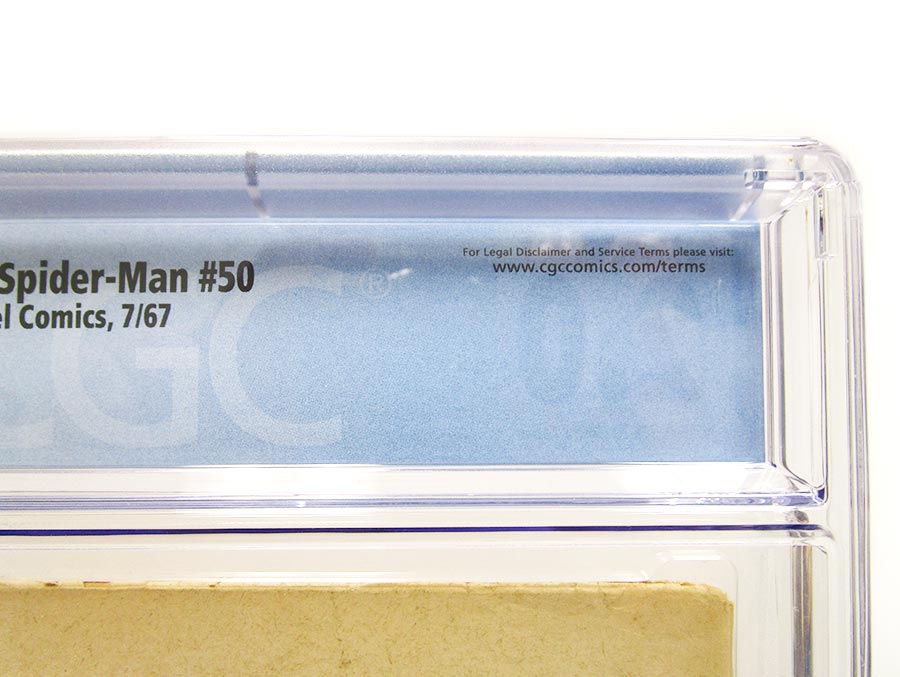 Spider-Man #50
el Comics, 7/67
For Legal Disclaimer and Service Terms please visit:
www.cgccomics.com/terms
CGC®